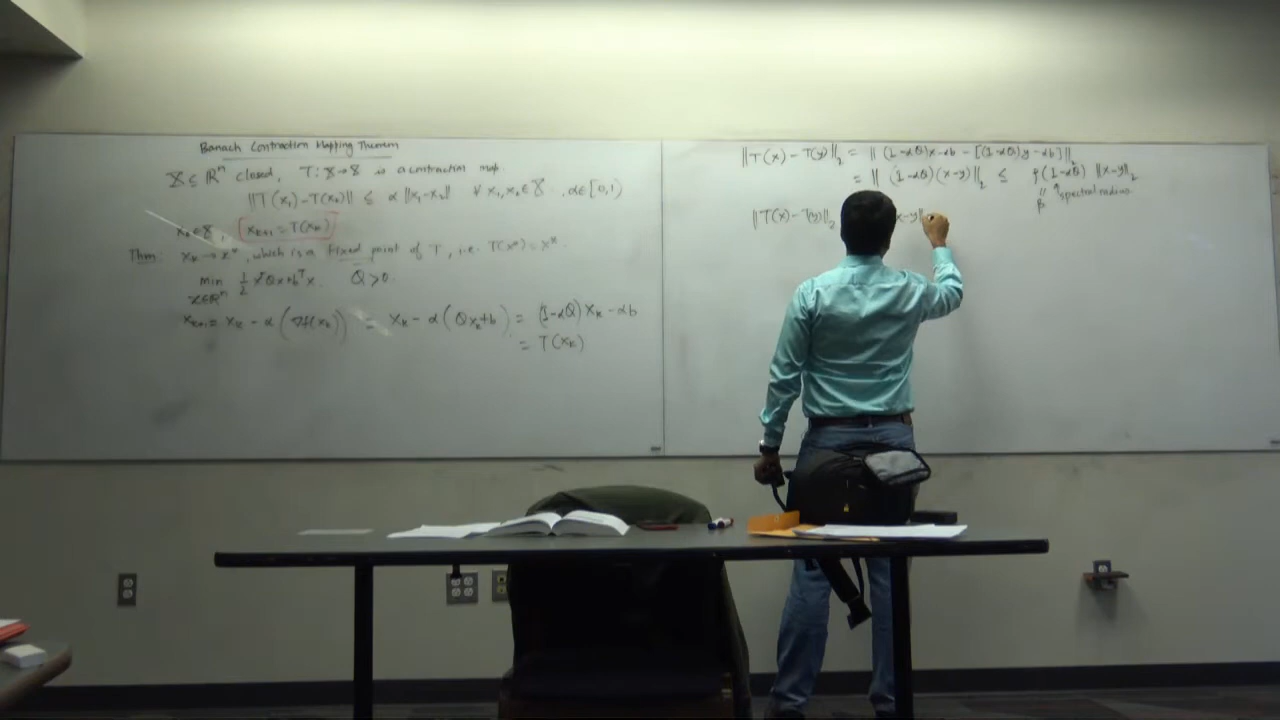 Banach Contraction Mapping Theorem
X ⊆ ℝⁿ closed, T: X → X is a contraction map.
‖T(x₁) - T(x₂)‖ ≤ α ‖x₁ - x₂‖ ∀ x₁, x₂ ∈ X, α ∈ [0,1)
x₀ ∈ X, x_{k+1} = T(x_k)
Thm: x_k → x*, which is a fixed point of T, i.e. T(x*) = x*.
min ½ xᵀQx + bᵀx. Q > 0.
x∈ℝⁿ
x_{k+1} = x_k - α(∇f(x_k)) = x_k - α(Qx_k + b) = (I - αQ)x_k - αb
= T(x_k)
‖T(x) - T(y)‖₂ = ‖(I - αQ)x - αb - [(I - αQ)y - αb]‖₂
= ‖(I - αQ)(x - y)‖₂ ≤ ρ(I - αQ) ‖x - y‖₂
spectral radius
β
‖T(x) - T(y)‖₂ x - y‖